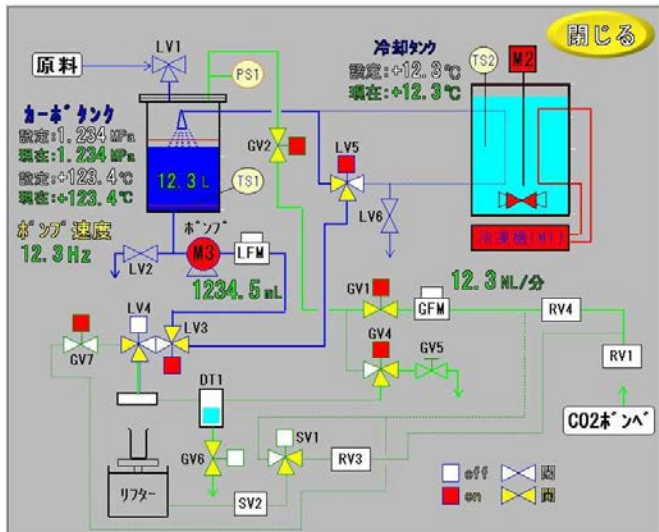 閉じる
LV1
原料
PS1
冷却タンク
設定:+12.3℃
現在:+12.3℃
TS2
M2
カーボタンク
設定:1.234 MPa
現在:1.234 MPa
設定:+123.4℃
現在:+123.4℃
12.3 L
TS1
GV2
LV5
LV6
冷凍機(M1)
ポンプ速度
12.3 Hz
LV2
ポンプ
M3
LFM
1234.5 mL
12.3 NL/分
GV1
GFM
RV4
RV1
LV4
LV3
GV7
GV4
GV5
CO2ボンベ
DT1
GV6
SV1
RV3
SV2
リフター
off
閉
on
開